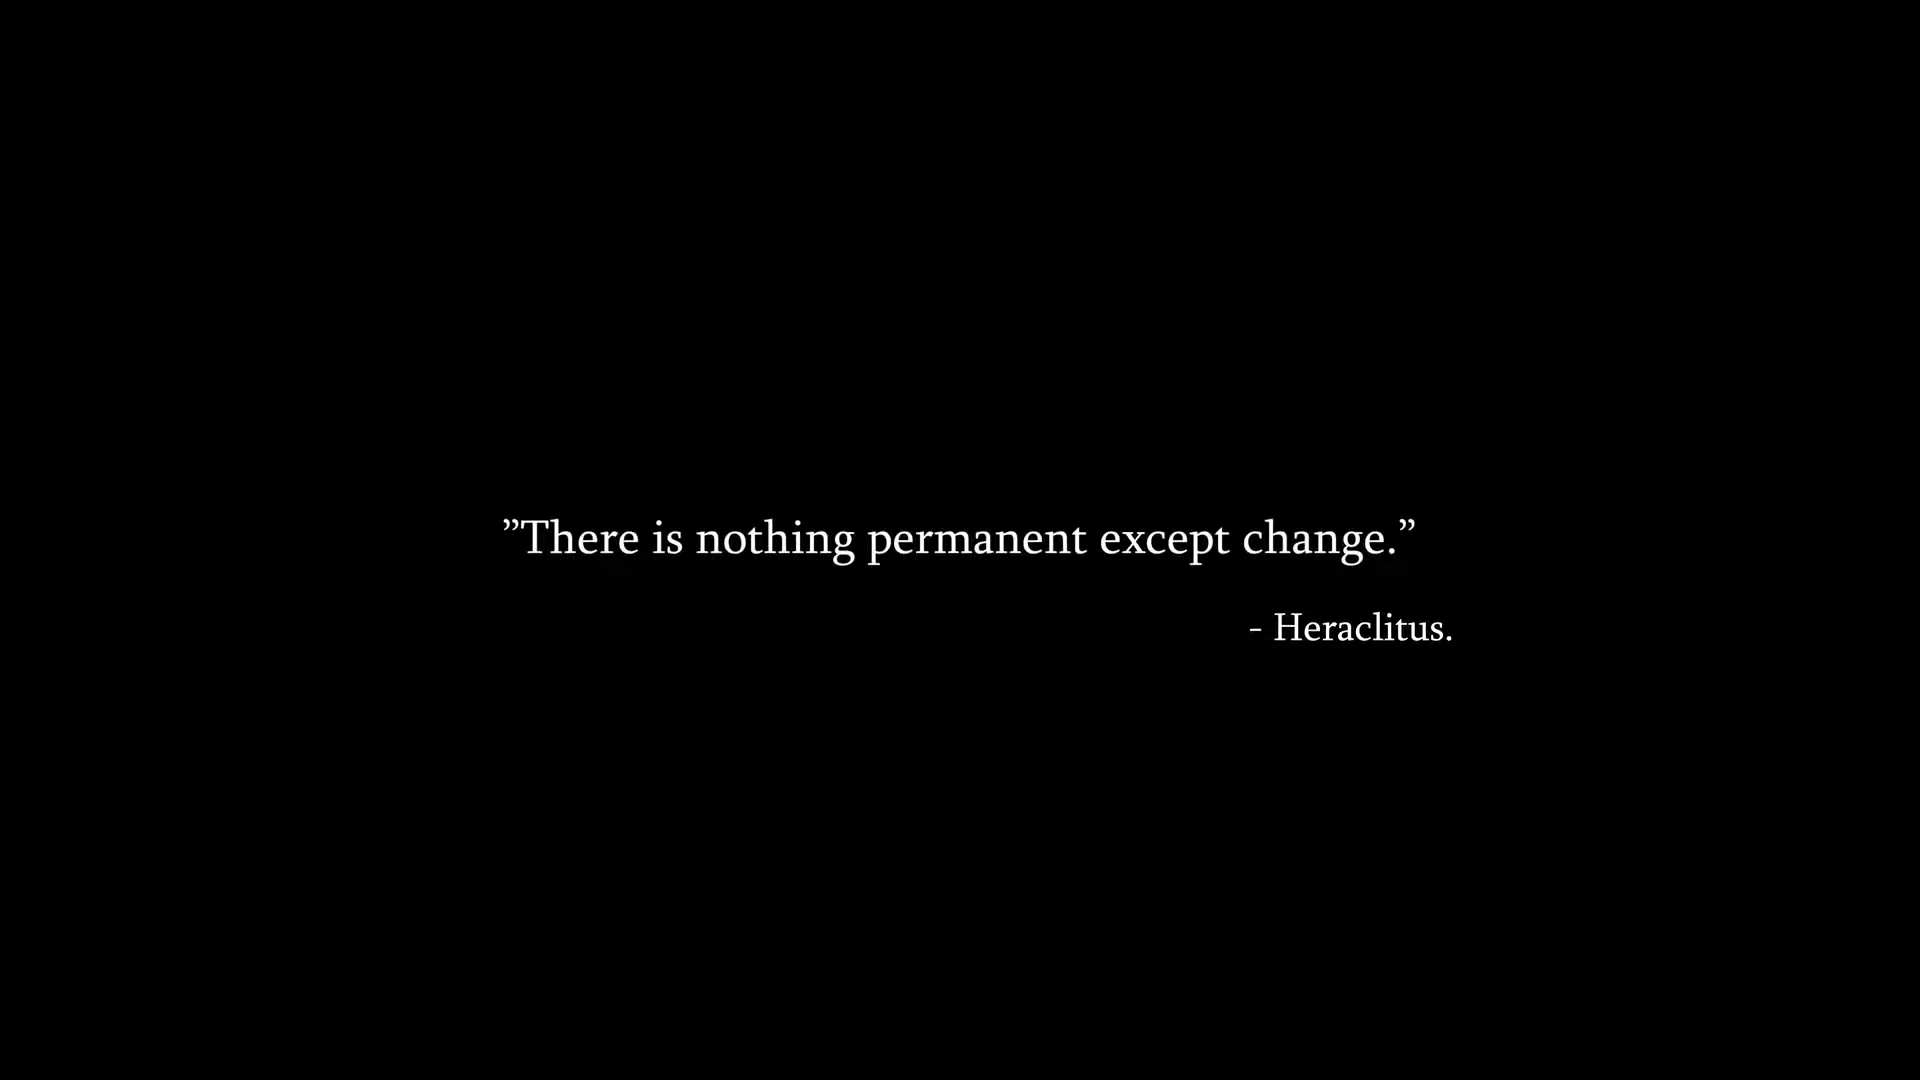 ”There is nothing permanent except change.”
- Heraclitus.